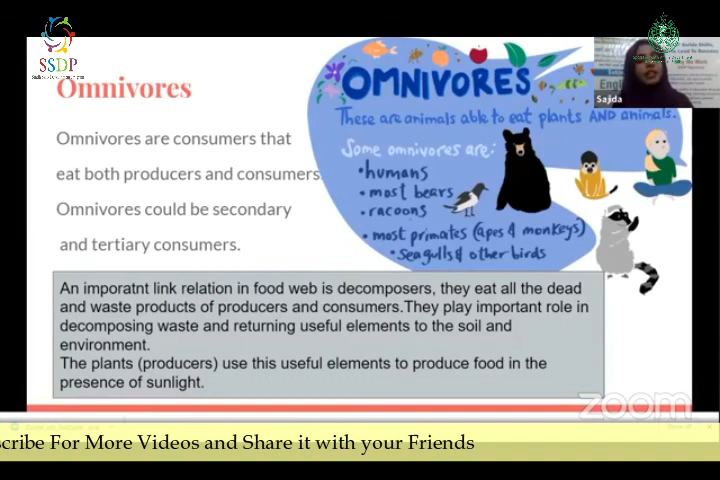 SSDP
Omnivores
Omnivores are consumers that
eat both producers and consumers
Omnivores could be secondary
and tertiary consumers.
OMNIVORES
These are animals able to eat plants AND animals.
Some omnivores are:
• humans
• most bears
• racoons
• most primates (apes & monkeys)
• seagulls & other birds
Sajda
An imporatnt link relation in food web is decomposers, they eat all the dead
and waste products of producers and consumers.They play important role in
decomposing waste and returning useful elements to the soil and
environment.
The plants (producers) use this useful elements to produce food in the
presence of sunlight.
zoom
scribe For More Videos and Share it with your Friends